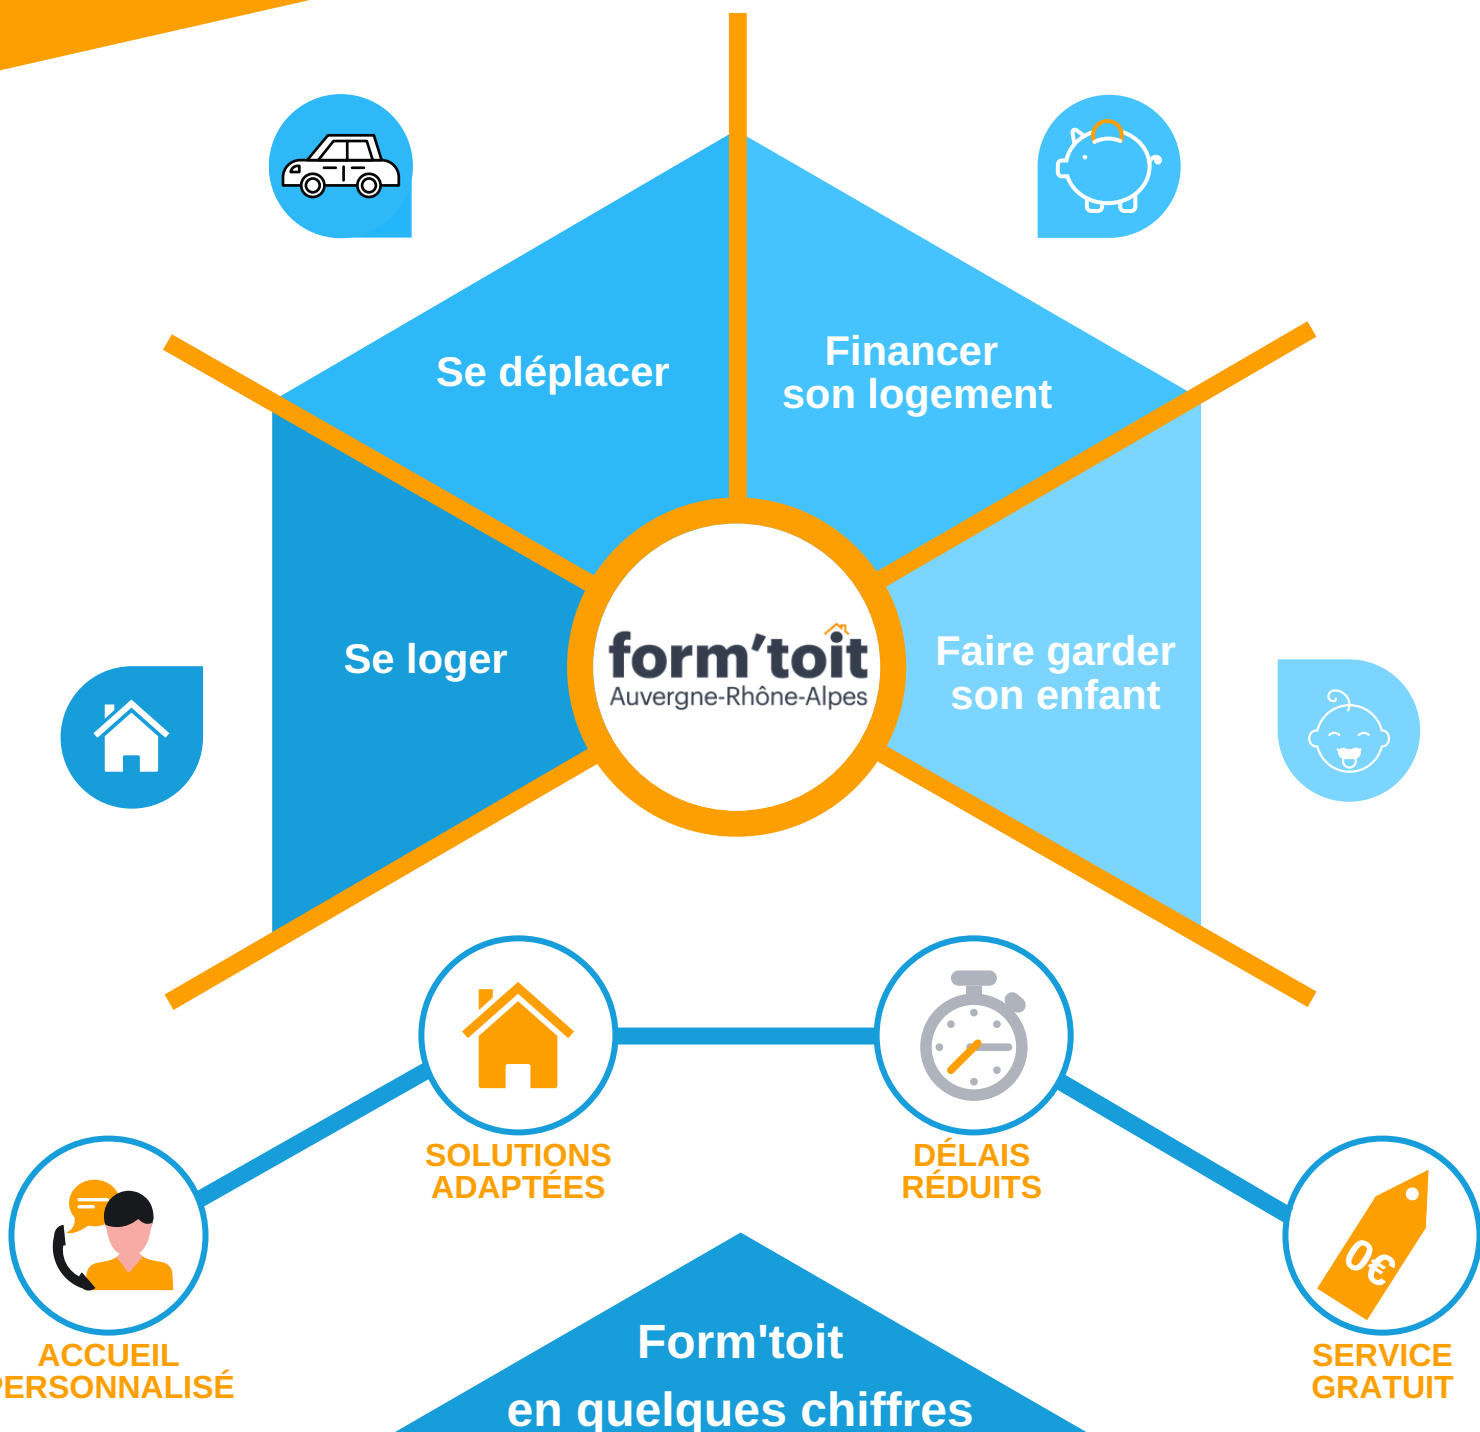 Se déplacer
Financer
son logement
Se loger
form'toit
Auvergne-Rhône-Alpes
Faire garder
son enfant
SOLUTIONS
ADAPTÉES
DÉLAIS
RÉDUITS
0€
ACCUEIL
PERSONNALISÉ
SERVICE
GRATUIT
Form'toit
en quelques chiffres